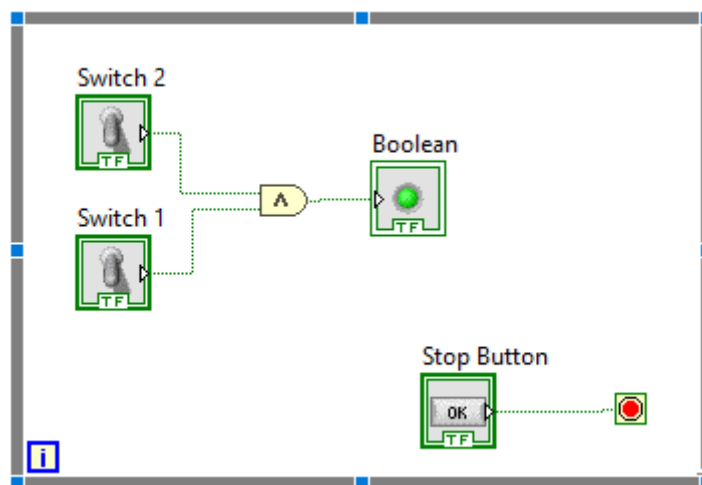 Switch 2
TF
Boolean
∧
TF
Switch 1
TF
Stop Button
OK
TF
i